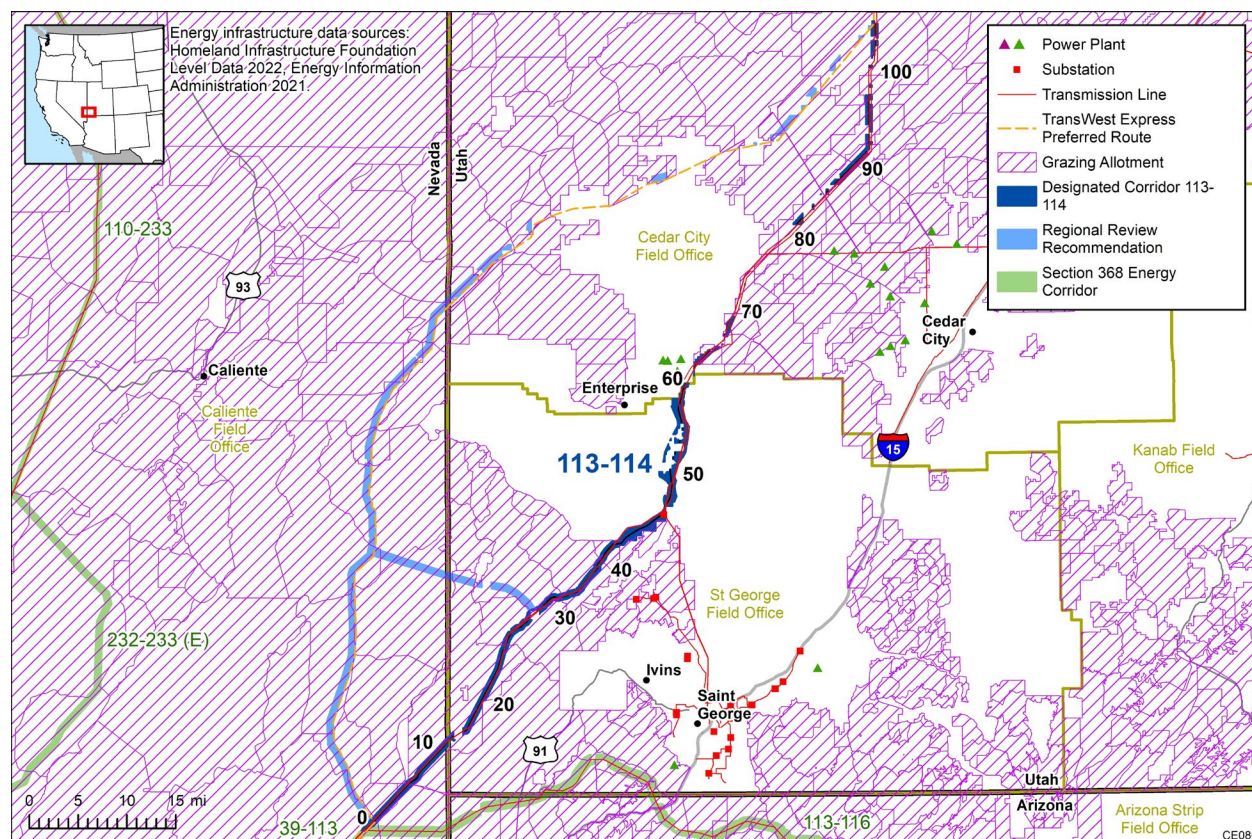 Energy infrastructure data sources:
Homeland Infrastructure Foundation
Level Data 2022, Energy Information
Administration 2021.
Power Plant
Substation
Transmission Line
TransWest Express
Preferred Route
Grazing Allotment
Designated Corridor 113-
114
Regional Review
Recommendation
Section 368 Energy
Corridor
100
Nevada
Utah
90
110-233
80
Cedar City
Field Office
93
70
Cedar
City
Caliente
60
Enterprise
Caliente
Field
Office
15
Kanab Field
Office
113-114
50
40
St George
Field Office
30
232-233 (E)
Ivins
20
Saint
George
10
91
Utah
Arizona
0 5 10 15 mi
0
39-113
113-116
Arizona Strip
Field Office
CE08